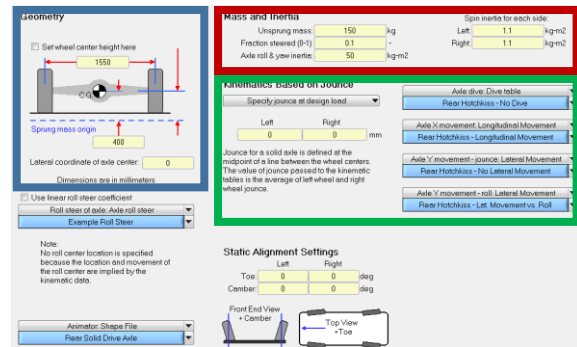 Geometry
Set wheel center height here
1550
C.G.
Sprung mass origin
400
Lateral coordinate of axle center: 0
Dimensions are in millimeters
Use linear roll steer coefficient
Roll steer of axle: Axle roll steer
Example Roll Steer
Note:
No roll center location is specified
because the location and movement of
the roll center are implied by the
kinematic data.
Animator: Shape File
Rear Solid Drive Axle
Mass and Inertia
Spin inertia for each side:
Unsprung mass: 150 kg Left: 1.1 kg-m2
Fraction steered (0-1) 0.1 - Right: 1.1 kg-m2
Axle roll & yaw inertia: 50 kg-m2
Kinematics Based on Jounce
Specify jounce at design load
Left Right
0 0 mm
Jounce for a solid axle is defined at the
midpoint of a line between the wheel centers.
The value of jounce passed to the kinematic
tables is the average of left wheel and right
wheel jounce.
Axle dive: Dive table
Rear Hotchkiss - No Dive
Axle X movement: Longitudinal Movement
Rear Hotchkiss - Longitudinal Movement
Axle Y movement - jounce: Lateral Movement
Rear Hotchkiss - No Lateral Movement
Axle Y movement - roll: Lateral Movement
Rear Hotchkiss - Lat. Movement vs. Roll
Static Alignment Settings
Left Right
Toe: 0 0 deg
Camber: 0 0 deg
Front End View
+ Camber
Top View
+Toe